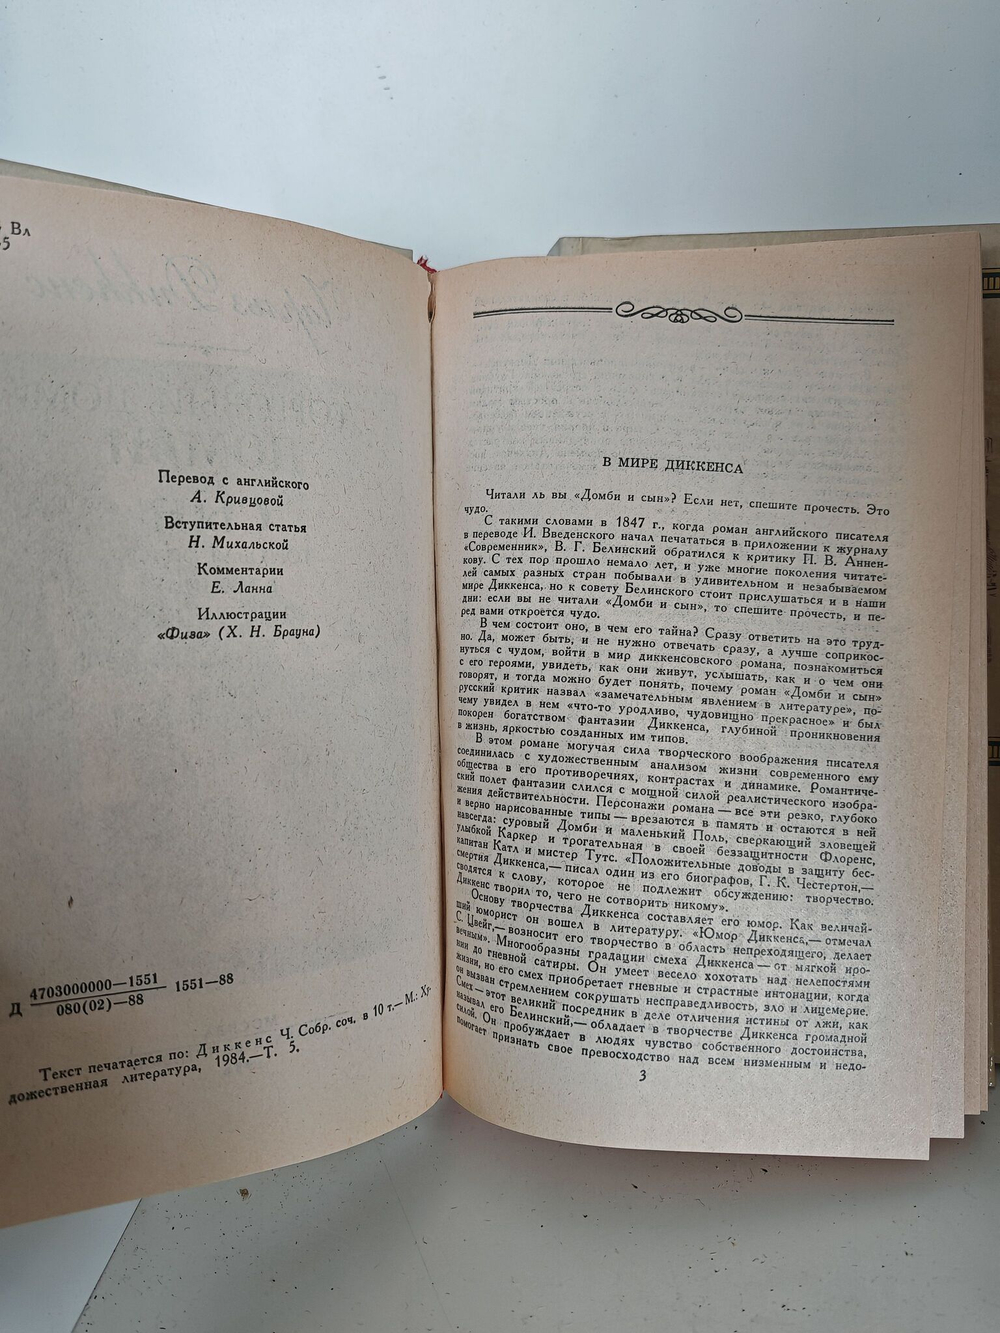 Вл
5
Перевод с английского
А. Кривцовой
Вступительная статья
Н. Михальской
Комментарии
Е. Ланна
Иллюстрации
«Физа» (Х. Н. Брауна)
Д 4703000000—1551 1551—88
080(02)—88
Текст печатается по: Диккенс Ч. Собр. соч. в 10 т.— М.: Ху-
дожественная литература, 1984.—Т. 5.
В МИРЕ ДИККЕНСА
Читали ль вы «Домби и сын»? Если нет, спешите прочесть. Это
чудо.
С такими словами в 1847 г., когда роман английского писателя
в переводе И. Введенского начал печататься в приложении к журналу
«Современник», В. Г. Белинский обратился к критику П. В. Аннен-
кову. С тех пор прошло немало лет, и уже многие поколения читате-
лей самых разных стран побывали в удивительном и незабываемом
мире Диккенса, но к совету Белинского стоит прислушаться и в наши
дни: если вы не читали «Домби и сын», то спешите прочесть, и пе-
ред вами откроется чудо.
В чем состоит оно, в чем его тайна? Сразу ответить на это труд-
но. Да, может быть, и не нужно отвечать сразу, а лучше соприкос-
нуться с чудом, войти в мир диккенсовского романа, познакомиться
с его героями, увидеть, как они живут, услышать, как и о чем они
говорят, и тогда можно будет понять, почему роман «Домби и сын»
русский критик назвал «замечательным явлением в литературе», по-
чему увидел в нем «что-то уродливо, чудовищно прекрасное» и был
покорен богатством фантазии Диккенса, глубиной проникновения
в жизнь, яркостью созданных им типов.
В этом романе могучая сила творческого воображения писателя
соединилась с художественным анализом жизни современного ему
общества в его противоречиях, контрастах и динамике. Романтиче-
ский полет фантазии слился с мощной силой реалистического изобра-
жения действительности. Персонажи романа — все эти резко, глубоко
и верно нарисованные типы — врезаются в память и остаются в ней
навсегда: суровый Домби и маленький Поль, сверкающий зловещей
улыбкой Каркер и трогательная в своей беззащитности Флоренс,
капитан Катл и мистер Тутс. «Положительные доводы в защиту бес-
смертия Диккенса,— писал один из его биографов, Г. К. Честертон,—
сводятся к слову, которое не подлежит обсуждению: творчество.
Диккенс творил то, чего не сотворить никому».
Основу творчества Диккенса составляет его юмор. Как величай-
ший юморист он вошел в литературу. «Юмор Диккенса,— отмечал
С. Цвейг,— возносит его творчество в область непреходящего, делает
вечным». Многообразны градации смеха Диккенса — от мягкой иро-
нии до гневной сатиры. Он умеет весело хохотать над нелепостями
жизни, но его смех приобретает гневные и страстные интонации, когда
он вызван стремлением сокрушать несправедливость, зло и лицемерие.
Смех — этот великий посредник в деле отличения истины от лжи, как
называл его Белинский,— обладает в творчестве Диккенса громадной
силой. Он пробуждает в людях чувство собственного достоинства,
помогает признать свое превосходство над всем низменным и недо-
3